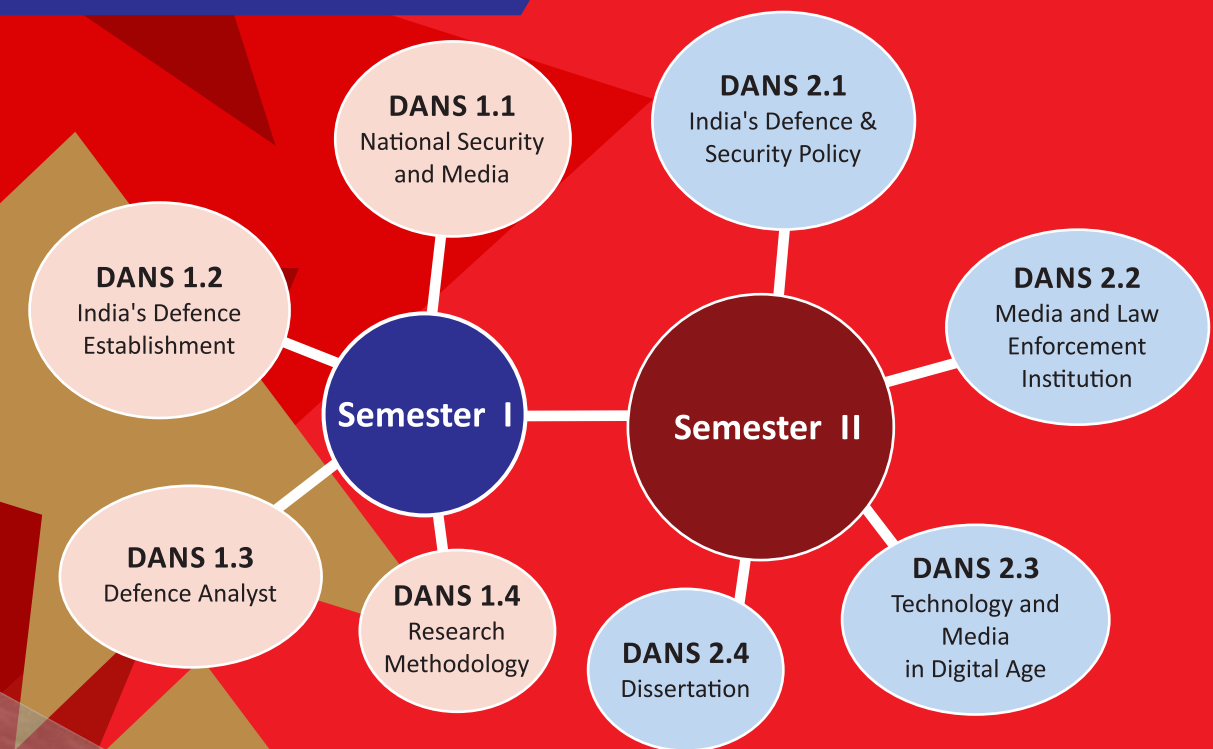 DANS 1.1
National Security
and Media
DANS 1.2
India's Defence
Establishment
DANS 1.3
Defence Analyst
DANS 1.4
Research
Methodology
Semester I
Semester II
DANS 2.1
India's Defence &
Security Policy
DANS 2.2
Media and Law
Enforcement
Institution
DANS 2.3
Technology and
Media
in Digital Age
DANS 2.4
Dissertation